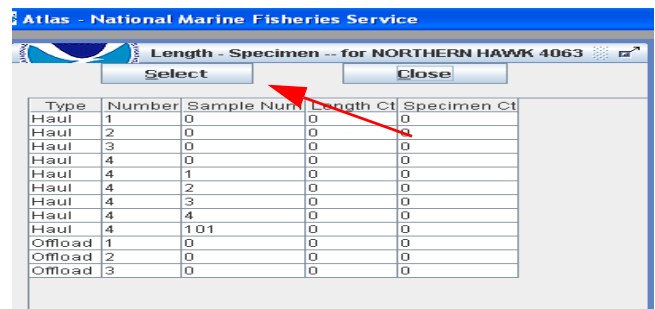 Atlas - National Marine Fisheries Service
Length - Specimen -- for NORTHERN HAWK 4063
Select Close
Type Number Sample Num Length Ct Specimen Ct
Haul 1 0 0 0
Haul 2 0 0 0
Haul 3 0 0 0
Haul 4 0 0 0
Haul 4 1 0 0
Haul 4 2 0 0
Haul 4 3 0 0
Haul 4 4 0 0
Haul 4 101 0 0
Offload 1 0 0 0
Offload 2 0 0 0
Offload 3 0 0 0